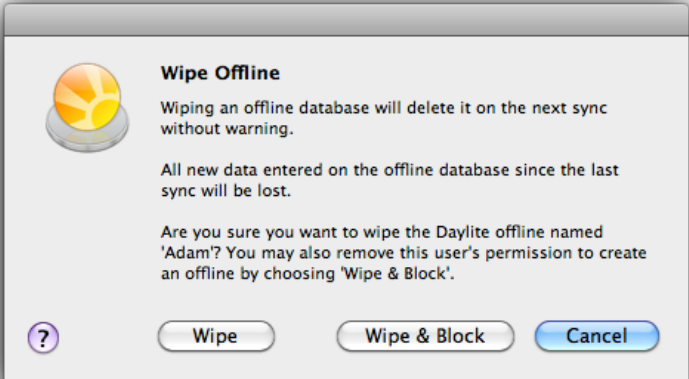 Wipe Offline
Wiping an offline database will delete it on the next sync
without warning.
All new data entered on the offline database since the last
sync will be lost.
Are you sure you want to wipe the Daylite offline named
'Adam'? You may also remove this user's permission to create
an offline by choosing 'Wipe & Block'.
? Wipe Wipe & Block Cancel